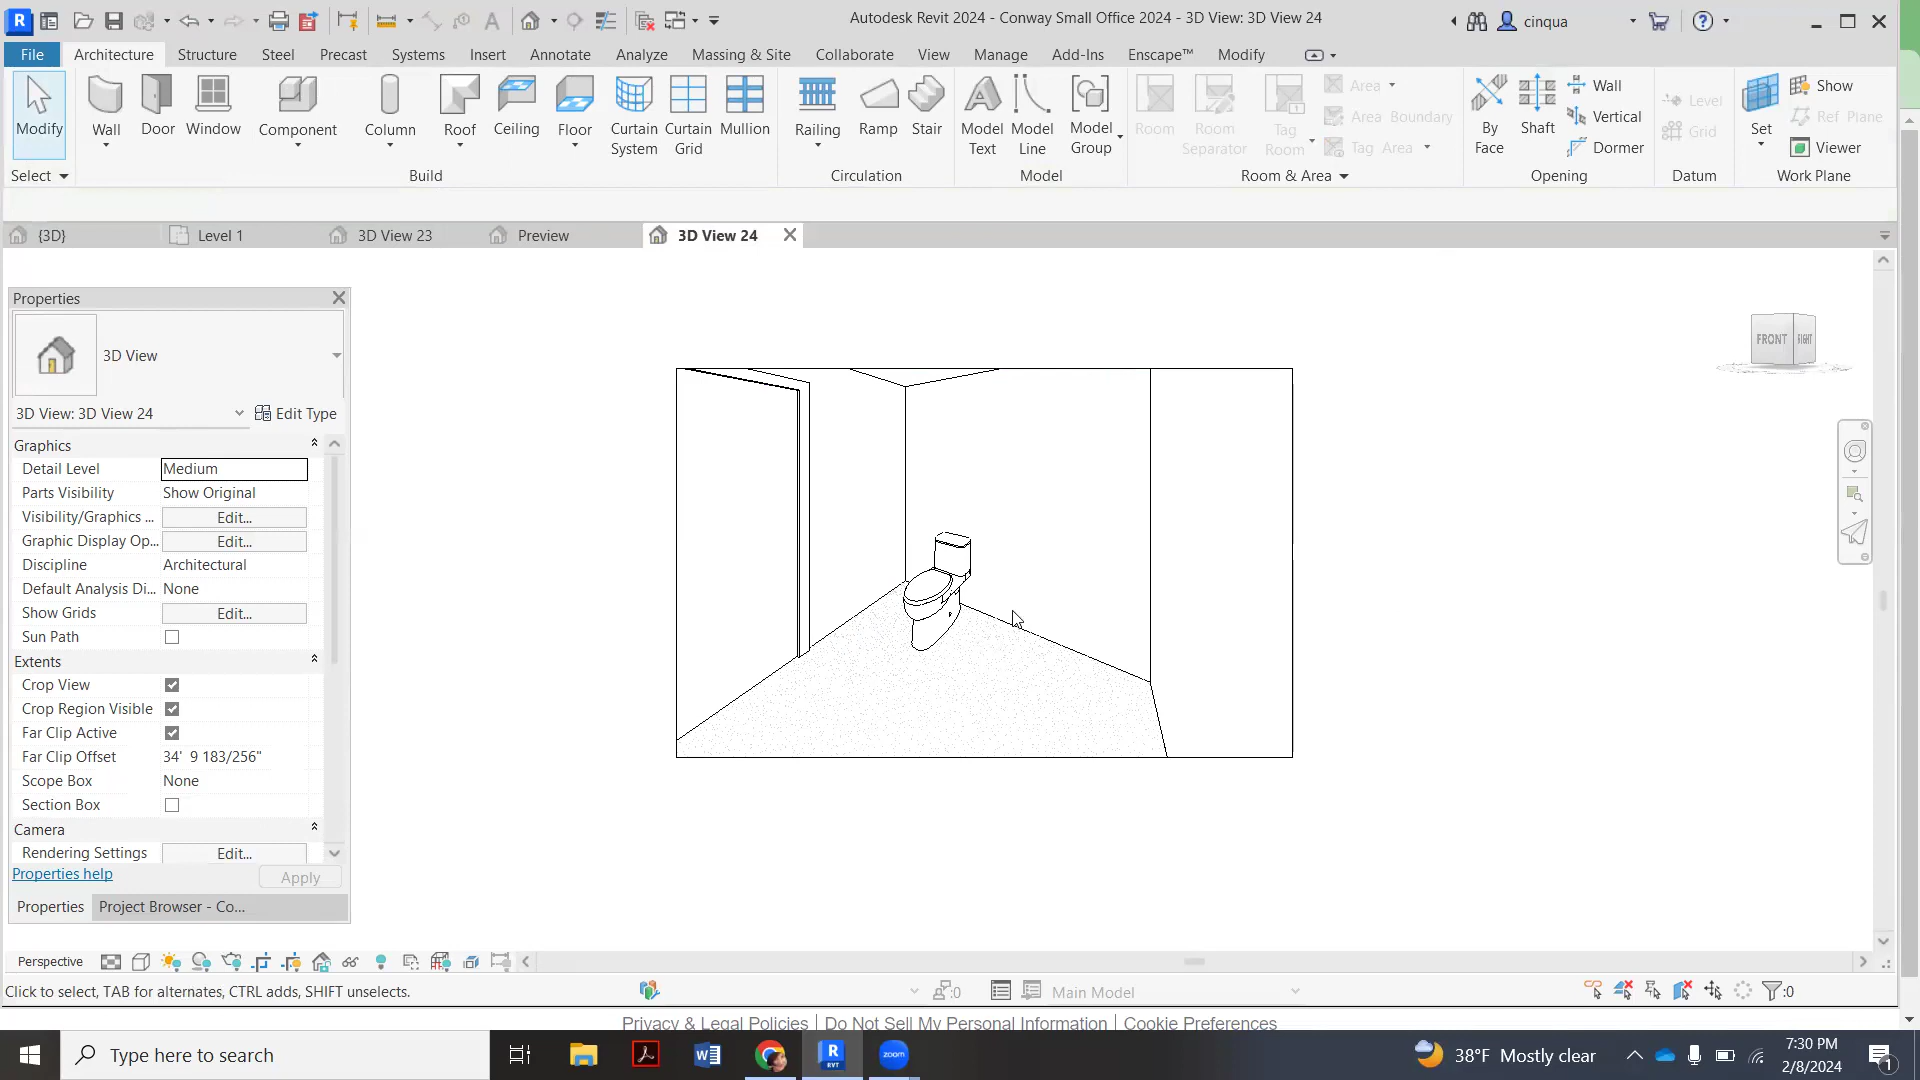 Autodesk Revit 2024 - Conway Small Office 2024 - 3D View: 3D View 24
cinqua
File Architecture Structure Steel Precast Systems Insert Annotate Analyze Massing & Site Collaborate View Manage Add-Ins Enscape™ Modify
Modify Wall Door Window Component Column Roof Ceiling Floor Curtain System Curtain Grid Mullion Railing Ramp Stair Model Text Model Line Model Group Room Room Separator Tag Room By Face Shaft Set
Area
Area Boundary
Tag Area
Wall
Vertical
Dormer
Level
Grid
Show
Ref Plane
Viewer
Select Build Circulation Model Room & Area Opening Datum Work Plane
{3D} Level 1 3D View 23 Preview 3D View 24
Properties
3D View
3D View: 3D View 24 Edit Type
Graphics
Detail Level Medium
Parts Visibility Show Original
Visibility/Graphics ... Edit...
Graphic Display Op... Edit...
Discipline Architectural
Default Analysis Di... None
Show Grids Edit...
Sun Path
Extents
Crop View
Crop Region Visible
Far Clip Active
Far Clip Offset 34' 9 183/256"
Scope Box None
Section Box
Camera
Rendering Settings Edit...
Properties help Apply
Properties Project Browser - Co...
FRONT RIGHT
Perspective
Click to select, TAB for alternates, CTRL adds, SHIFT unselects.
:0 Main Model :0
Privacy & Legal Policies | Do Not Sell My Personal Information | Cookie Preferences
Type here to search
zoom
38°F Mostly clear
7:30 PM
2/8/2024
1